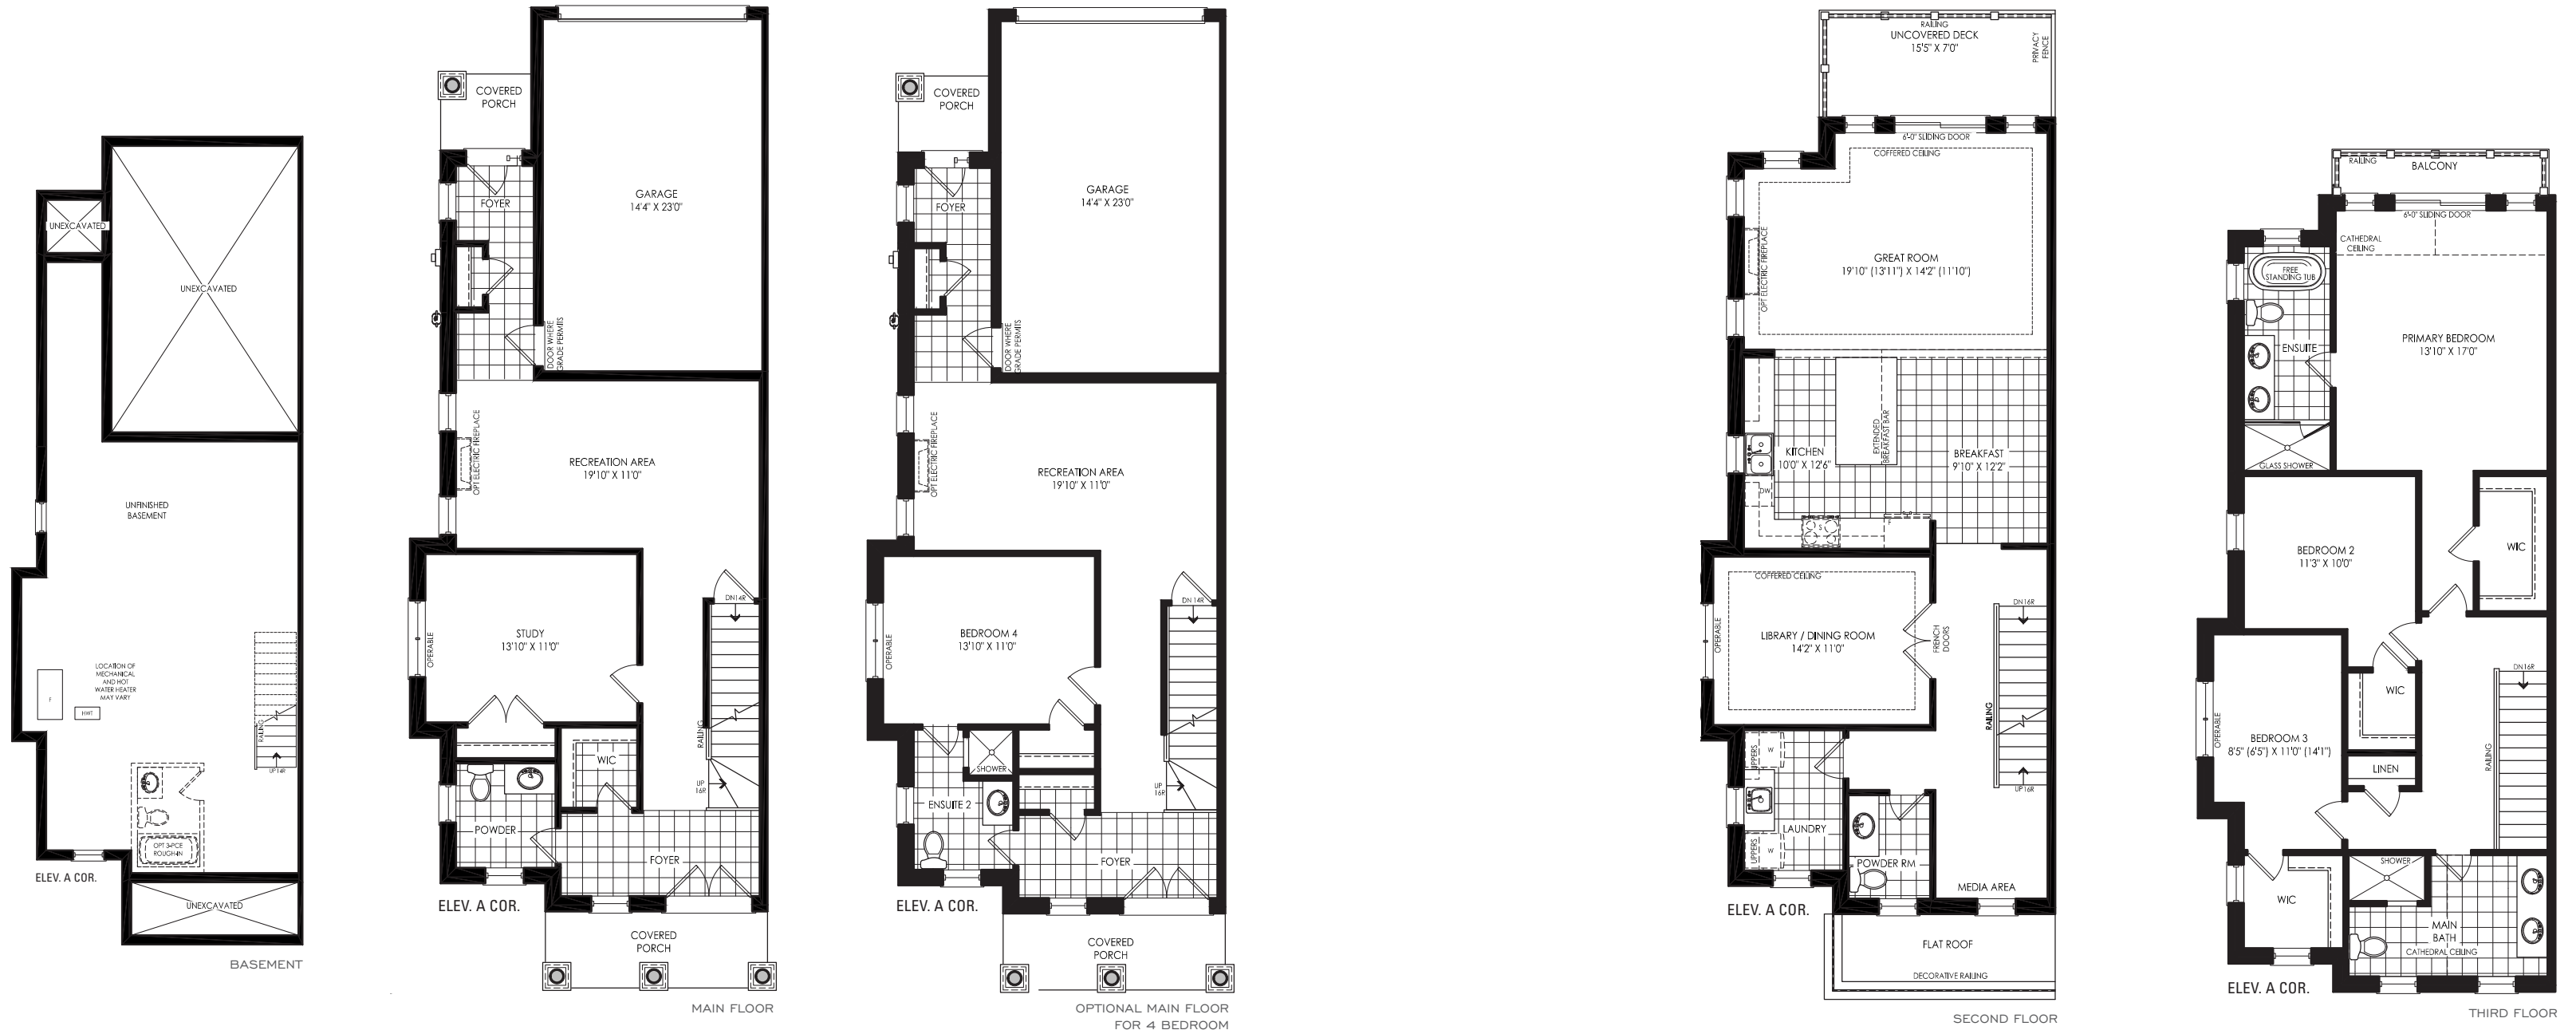 UNEXCAVATED
UNEXCAVATED
UNFINISHED
BASEMENT
LOCATION OF
MECHANICAL
AND HOT
WATER HEATER
MAY VARY
F
HWT
RAILING
UP 14R
OPT 3-PCE
ROUGH-IN
ELEV. A COR.
UNEXCAVATED
BASEMENT
COVERED
PORCH
FOYER
GARAGE
14'4" X 23'0"
DOOR WHERE
GRADE PERMITS
OPT ELECTRIC FIREPLACE
RECREATION AREA
19'10" X 11'0"
OPERABLE
STUDY
13'10" X 11'0"
DN 14R
RAILING
WIC
UP
16R
POWDER
FOYER
ELEV. A COR.
COVERED
PORCH
MAIN FLOOR
COVERED
PORCH
FOYER
GARAGE
14'4" X 23'0"
DOOR WHERE
GRADE PERMITS
OPT ELECTRIC FIREPLACE
RECREATION AREA
19'10" X 11'0"
OPERABLE
BEDROOM 4
13'10" X 11'0"
DN 14R
SHOWER
UP
16R
ENSUITE 2
FOYER
ELEV. A COR.
COVERED
PORCH
OPTIONAL MAIN FLOOR
FOR 4 BEDROOM
RAILING
UNCOVERED DECK
15'5" X 7'0"
PRIVACY
FENCE
6'-0" SLIDING DOOR
COFFERED CEILING
OPT ELECTRIC FIREPLACE
GREAT ROOM
19'10" (13'11") X 14'2" (11'10")
EXTENDED
BREAKFAST BAR
KITCHEN
10'0" X 12'6"
BREAKFAST
9'10" X 12'2"
DW
S
F
COFFERED CEILING
OPERABLE
LIBRARY / DINING ROOM
14'2" X 11'0"
FRENCH
DOORS
DN 16R
RAILING
UP 16R
UPPERS
W
LAUNDRY
UPPERS
W
POWDER RM
MEDIA AREA
ELEV. A COR.
FLAT ROOF
DECORATIVE RAILING
SECOND FLOOR
RAILING
BALCONY
6'-0" SLIDING DOOR
CATHEDRAL
CEILING
FREE
STANDING TUB
ENSUITE
PRIMARY BEDROOM
13'10" X 17'0"
GLASS SHOWER
BEDROOM 2
11'3" X 10'0"
WIC
OPERABLE
WIC
DN 16R
BEDROOM 3
8'5" (6'5") X 11'0" (14'1")
LINEN
RAILING
SHOWER
WIC
MAIN
BATH
CATHEDRAL CEILING
ELEV. A COR.
THIRD FLOOR